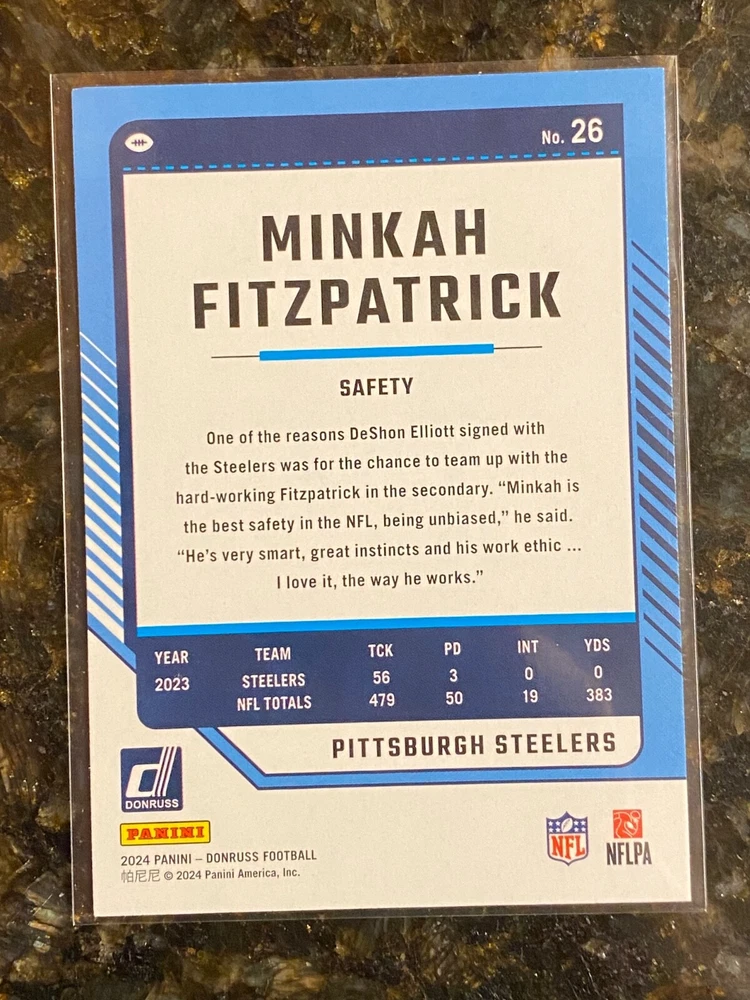 No. 26
MINKAH
FITZPATRICK
SAFETY
One of the reasons DeShon Elliott signed with
the Steelers was for the chance to team up with the
hard-working Fitzpatrick in the secondary. “Minkah is
the best safety in the NFL, being unbiased,” he said.
“He's very smart, great instincts and his work ethic ...
I love it, the way he works.”
YEAR TEAM TCK PD INT YDS
2023 STEELERS 56 3 0 0
NFL TOTALS 479 50 19 383
PITTSBURGH STEELERS
d
DONRUSS
PANINI
2024 PANINI – DONRUSS FOOTBALL
帕尼尼 © 2024 Panini America, Inc.
NFL
NFLPA